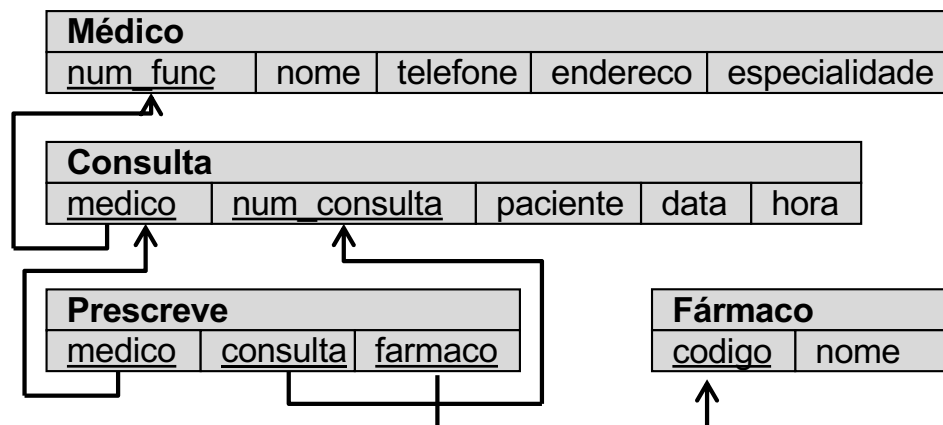 Médico
num_func nome telefone endereco especialidade
Consulta
medico num_consulta paciente data hora
Prescreve Fármaco
medico consulta farmaco codigo nome